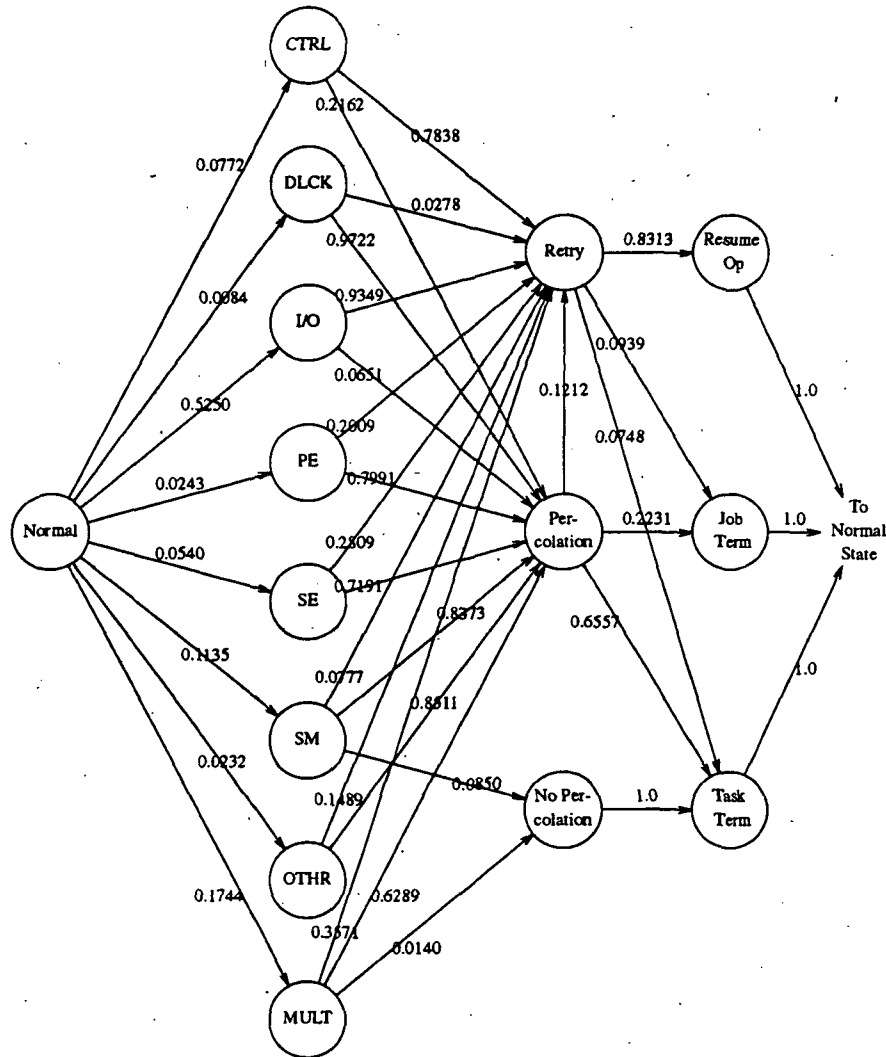 CTRL
0.2162
0.7838
0.0772
DLCK
0.0278
0.9722
Retry
0.8313
Resume
Op
0.0084
0.9349
I/O
0.0939
0.0651
0.1212
1.0
0.5250
0.2009
0.0748
PE
0.0243
0.7991
To
Normal
State
Normal
Per-
colation
0.2231
Job
Term
1.0
0.2809
0.0540
0.7191
SE
0.8373
0.6557
0.1135
0.0777
1.0
0.8511
SM
0.0232
0.0850
0.1489
No Per-
colation
1.0
Task
Term
OTHR
0.1744
0.6289
0.3571
0.0140
MULT